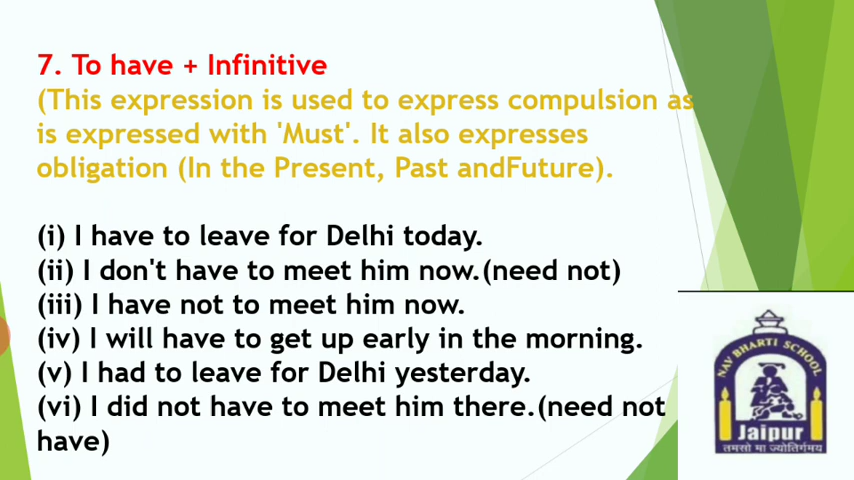 7. To have + Infinitive
(This expression is used to express compulsion as
is expressed with 'Must'. It also expresses
obligation (In the Present, Past andFuture).
(i) I have to leave for Delhi today.
(ii) I don't have to meet him now.(need not)
(iii) I have not to meet him now.
(iv) I will have to get up early in the morning.
(v) I had to leave for Delhi yesterday.
(vi) I did not have to meet him there.(need not
have)
NAV BHARTI SCHOOL
Jaipur
तमसो मा ज्योतिर्गमय